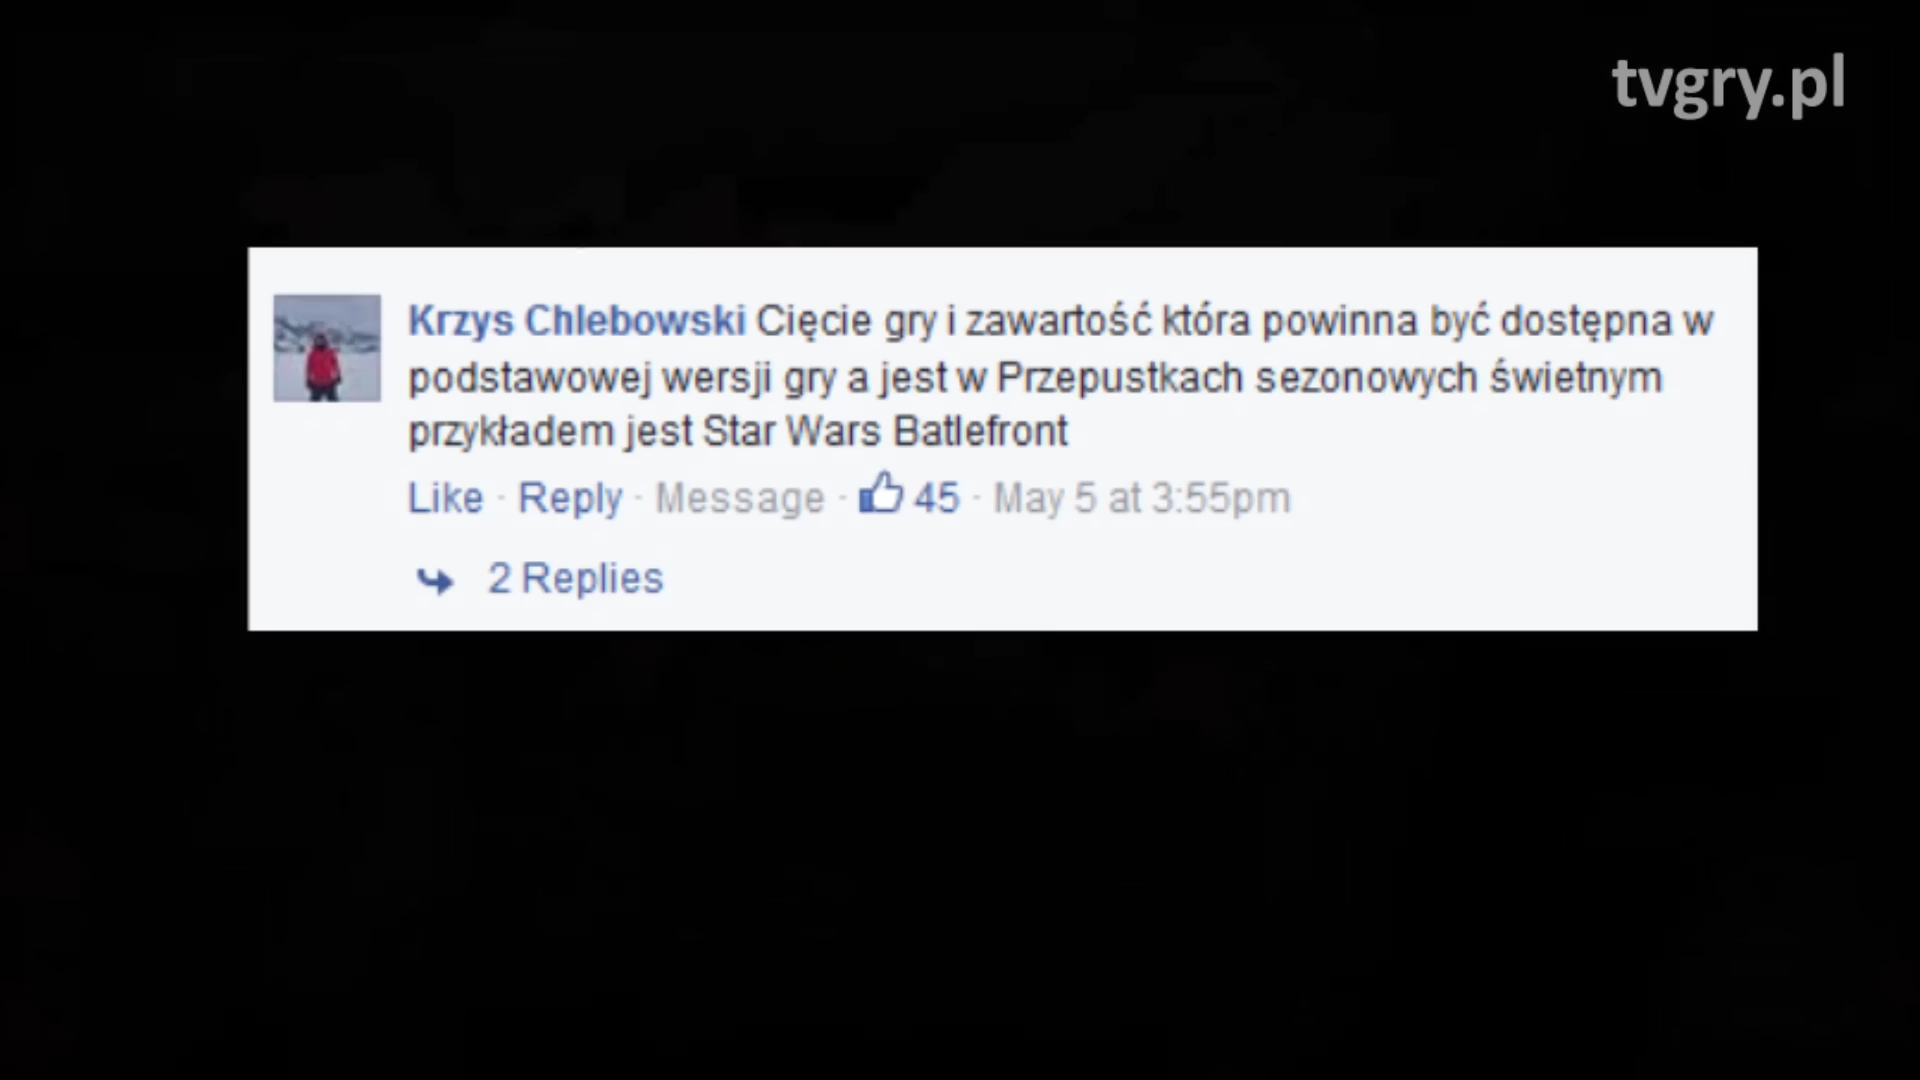 tvgry.pl
Krzys Chlebowski Cięcie gry i zawartość która powinna być dostępna w
podstawowej wersji gry a jest w Przepustkach sezonowych świetnym
przykładem jest Star Wars Batlefront
Like · Reply · Message · 45 · May 5 at 3:55pm
2 Replies